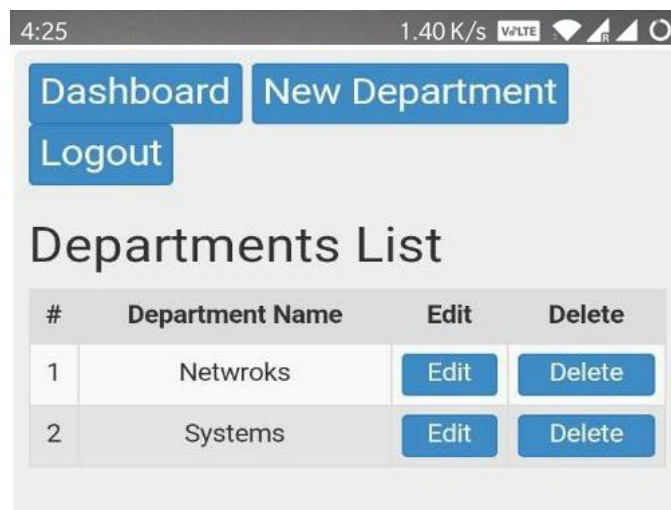 4:25 1.40 K/s VoLTE R
Dashboard New Department
Logout
Departments List
# Department Name Edit Delete
1 Netwroks Edit Delete
2 Systems Edit Delete